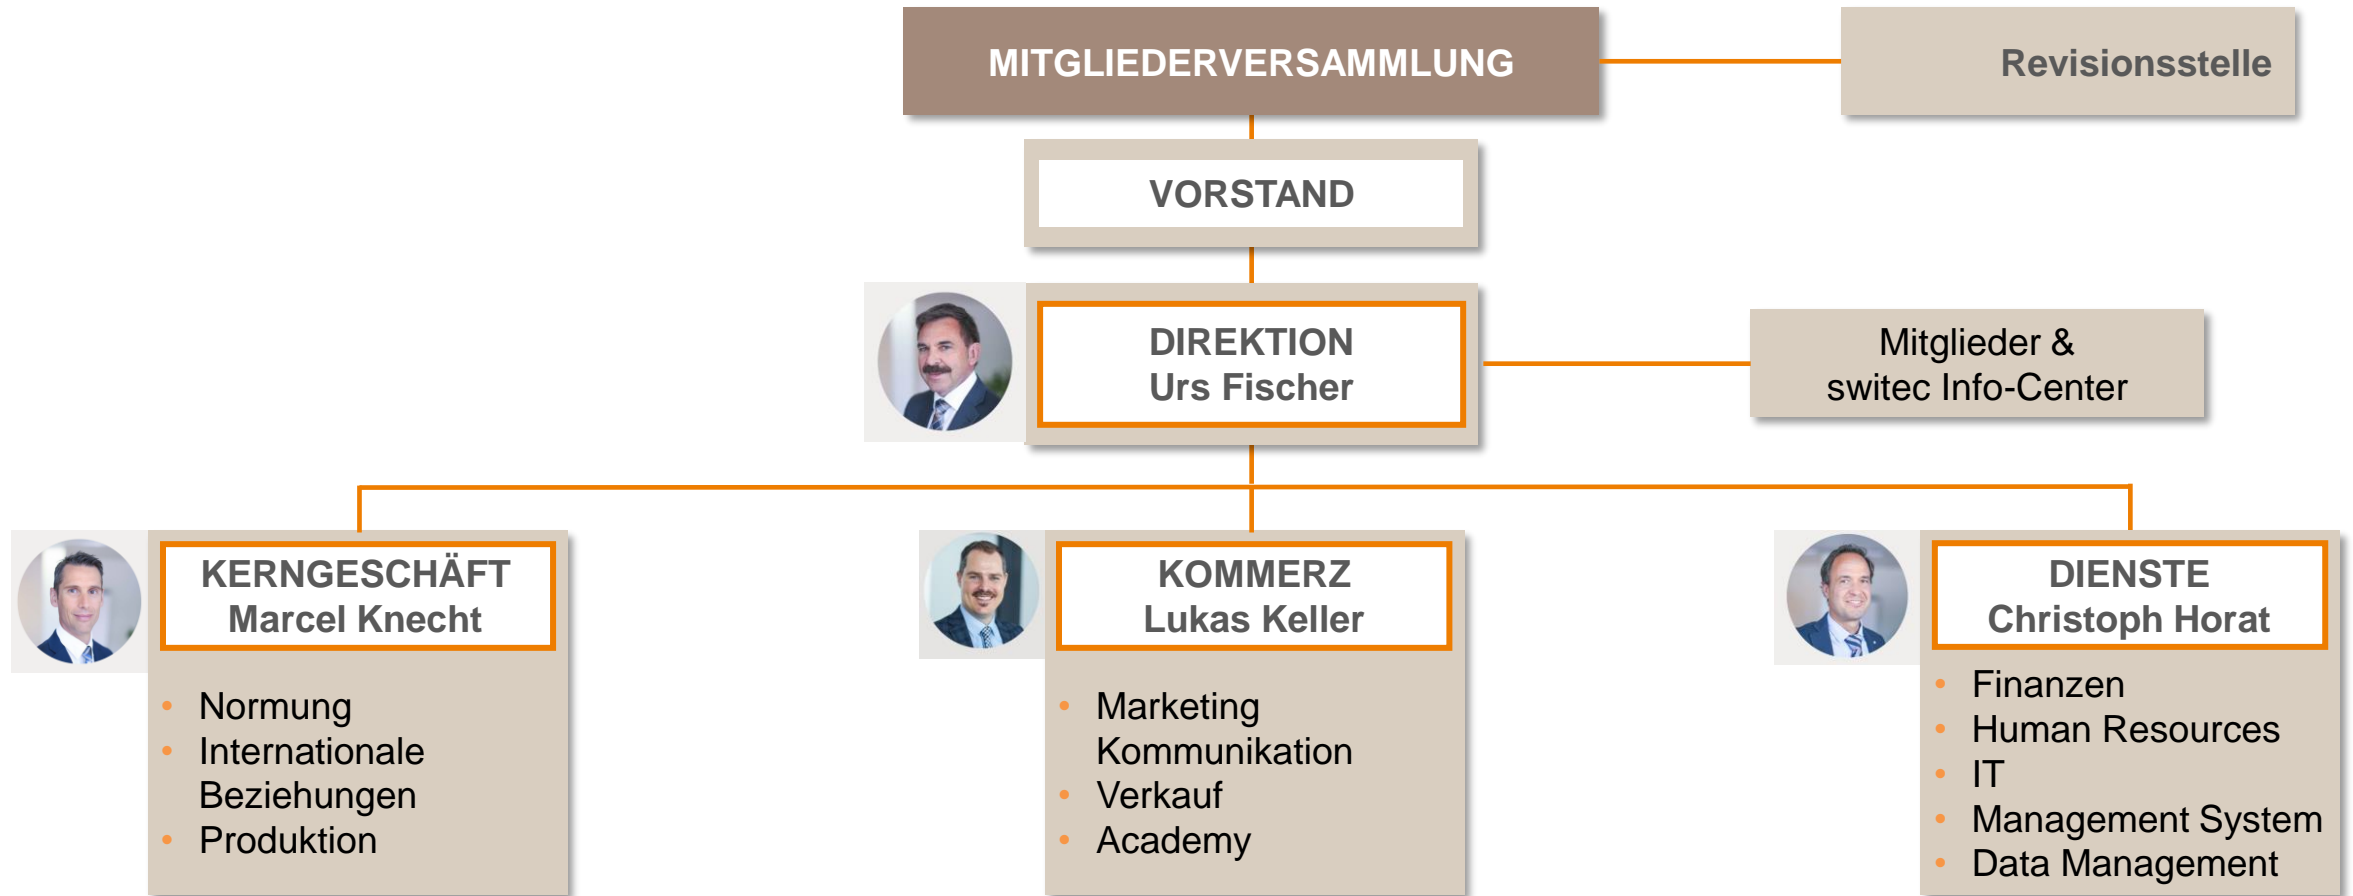 MITGLIEDERVERSAMMLUNG
Revisionsstelle
VORSTAND
DIREKTION
Urs Fischer
Mitglieder &
switec Info-Center
KERNGESCHÄFT
Marcel Knecht
• Normung
• Internationale
Beziehungen
• Produktion
KOMMERZ
Lukas Keller
• Marketing
Kommunikation
• Verkauf
• Academy
DIENSTE
Christoph Horat
• Finanzen
• Human Resources
• IT
• Management System
• Data Management